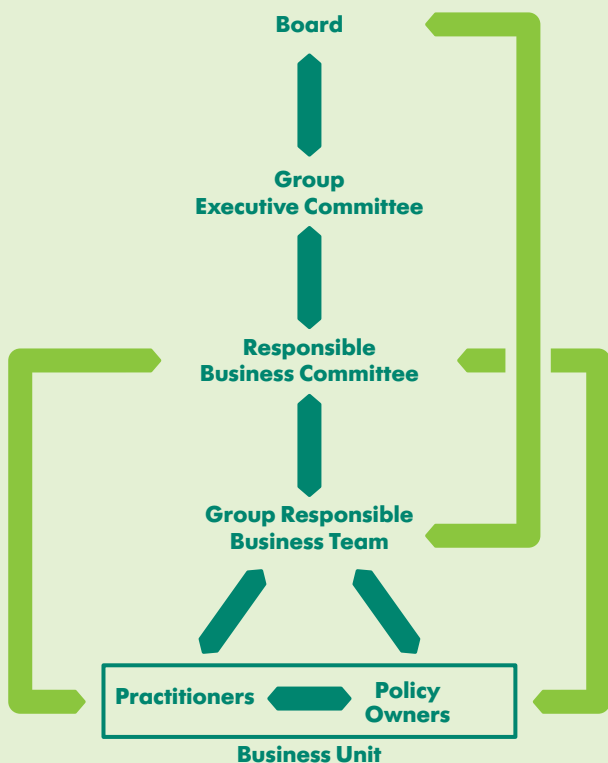 Board
Group
Executive Committee
Responsible
Business Committee
Group Responsible
Business Team
Practitioners
Policy
Owners
Business Unit